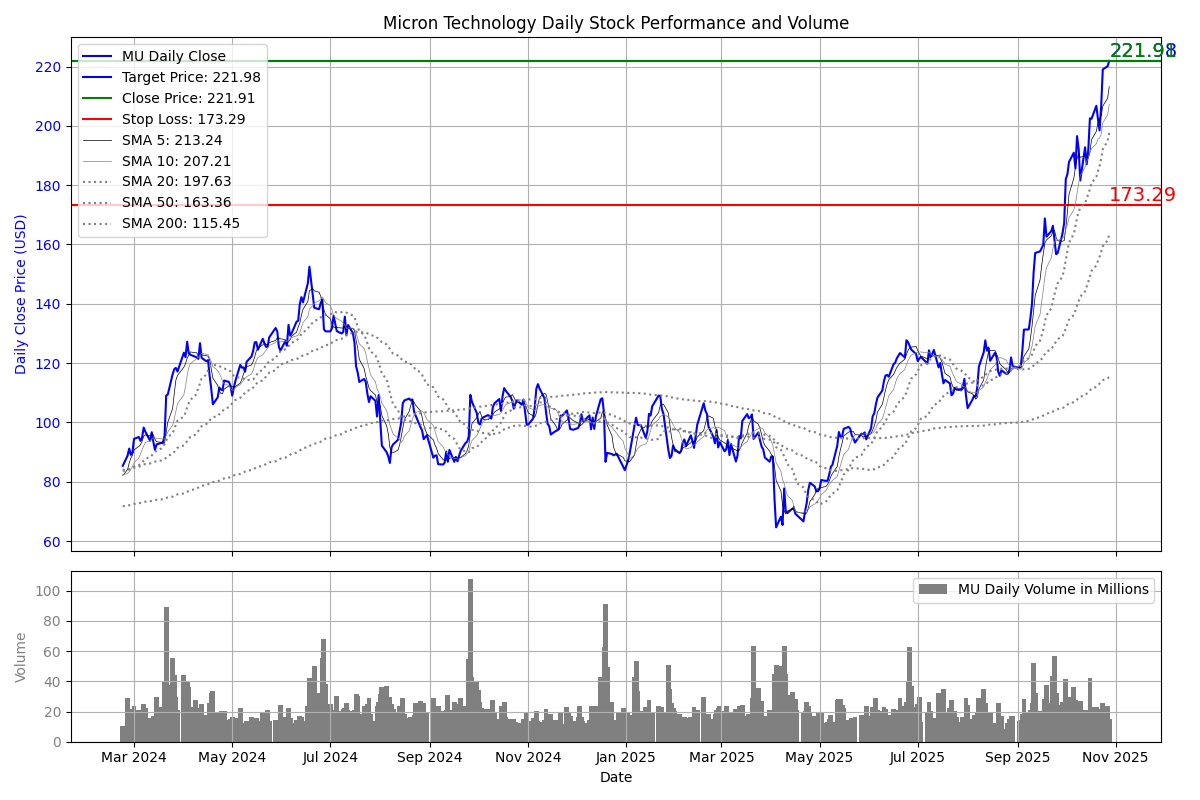 Micron Technology Daily Stock Performance and Volume
MU Daily Close
Target Price: 221.98
Close Price: 221.91
Stop Loss: 173.29
SMA 5: 213.24
SMA 10: 207.21
SMA 20: 197.63
SMA 50: 163.36
SMA 200: 115.45
221.98
221.91
173.29
Daily Close Price (USD)
220
200
180
160
140
120
100
80
60
MU Daily Volume in Millions
Volume
100
80
60
40
20
0
Mar 2024
May 2024
Jul 2024
Sep 2024
Nov 2024
Jan 2025
Mar 2025
May 2025
Jul 2025
Sep 2025
Nov 2025
Date